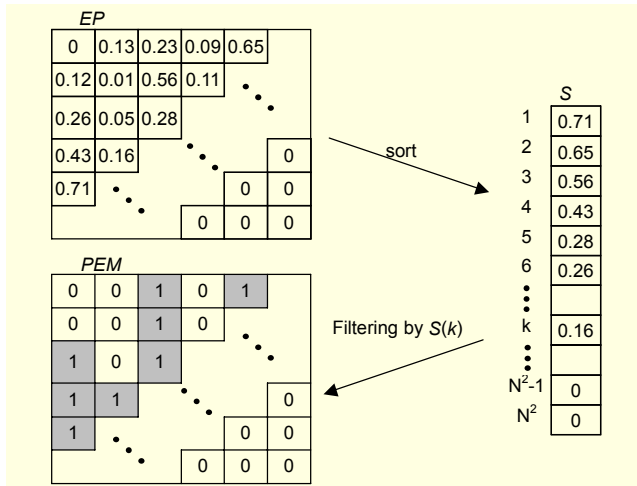 EP
0 0.13 0.23 0.09 0.65
0.12 0.01 0.56 0.11
0.26 0.05 0.28
0.43 0.16 0
0.71 0 0
0 0 0
sort
S
1 0.71
2 0.65
3 0.56
4 0.43
5 0.28
6 0.26
k 0.16
N²-1 0
N² 0
Filtering by S(k)
PEM
0 0 1 0 1
0 0 1 0
1 0 1
1 1 0
1 0 0
0 0 0